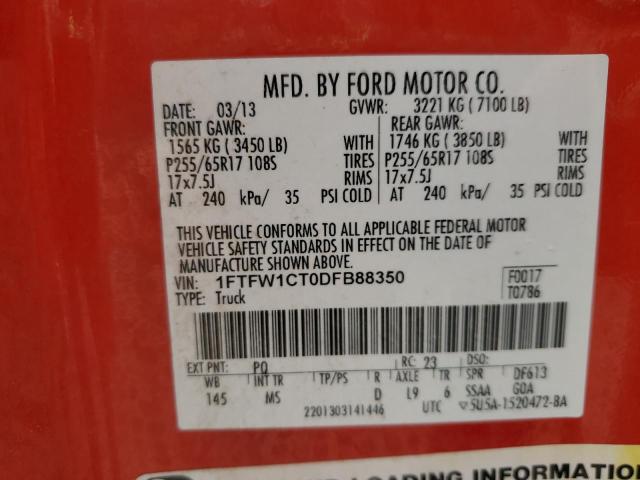 MFD. BY FORD MOTOR CO.
DATE: 03/13 GVWR: 3221 KG ( 7100 LB)
FRONT GAWR: REAR GAWR:
1565 KG ( 3450 LB) WITH 1746 KG ( 3850 LB) WITH
P255/65R17 108S TIRES P255/65R17 108S TIRES
17x7.5J RIMS 17x7.5J RIMS
AT 240 kPa/ 35 PSI COLD AT 240 kPa/ 35 PSI COLD
THIS VEHICLE CONFORMS TO ALL APPLICABLE FEDERAL MOTOR
VEHICLE SAFETY STANDARDS IN EFFECT ON THE DATE OF
MANUFACTURE SHOWN ABOVE.
VIN: 1FTFW1CT0DFB88350 F0017
TYPE: Truck T0786
EXT PNT: PQ RC: 23 DSO:
WB INT TR TP/PS R AXLE TR SPR DF613
145 MS D L9 6 SSAA GOA
2201303141446 UTC ▽5U5A-1520472-BA
LOADING INFORMATION